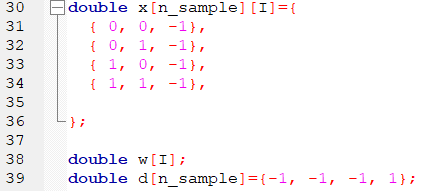 30 double x[n_sample][I]={
31 { 0, 0, -1},
32 { 0, 1, -1},
33 { 1, 0, -1},
34 { 1, 1, -1},
35
36 };
37
38 double w[I];
39 double d[n_sample]={-1, -1, -1, 1};